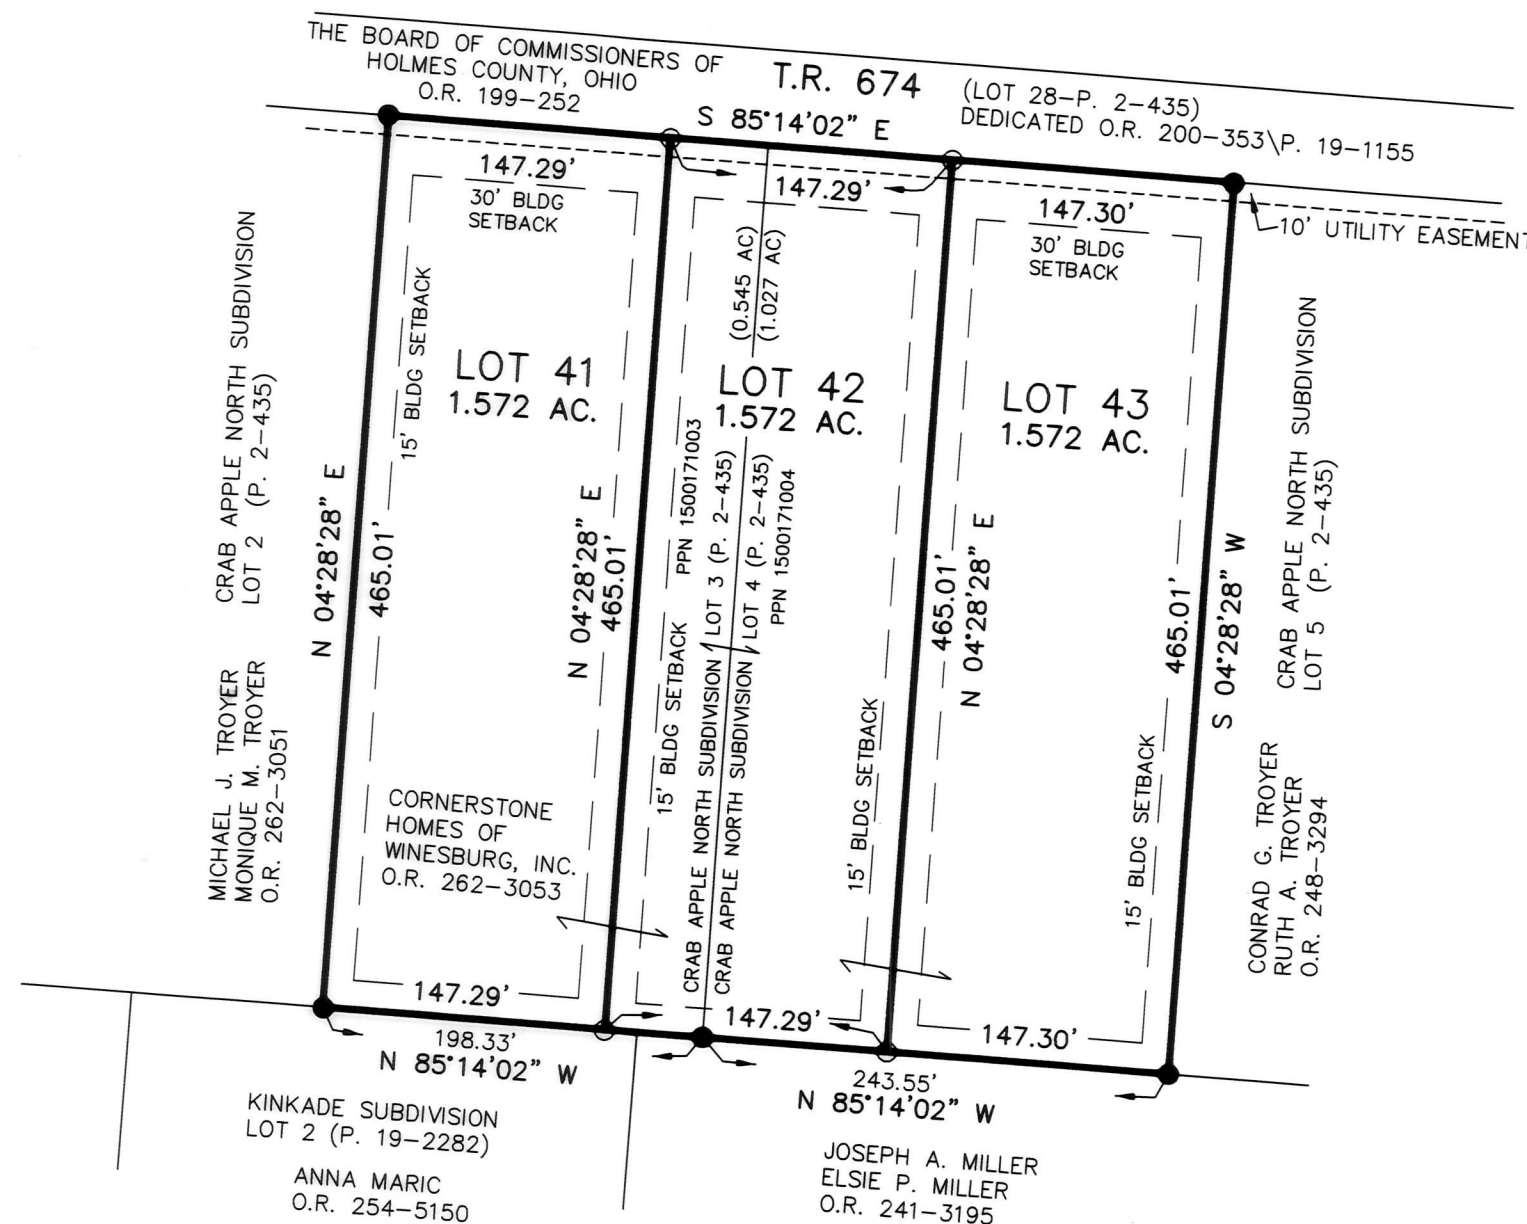 THE BOARD OF COMMISSIONERS OF
HOLMES COUNTY, OHIO
O.R. 199-252
T.R. 674
(LOT 28-P. 2-435)
DEDICATED O.R. 200-353\P. 19-1155
S 85°14'02" E
147.29'
147.29'
147.30'
30' BLDG
SETBACK
30' BLDG
SETBACK
10' UTILITY EASEMENT
CRAB APPLE NORTH SUBDIVISION
LOT 2 (P. 2-435)
MICHAEL J. TROYER
MONIQUE M. TROYER
O.R. 262-3051
N 04°28'28" E
465.01'
15' BLDG SETBACK
LOT 41
1.572 AC.
CORNERSTONE
HOMES OF
WINESBURG, INC.
O.R. 262-3053
N 04°28'28" E
465.01'
15' BLDG SETBACK
PPN 1500171003
(0.545 AC)
(1.027 AC)
LOT 42
1.572 AC.
CRAB APPLE NORTH SUBDIVISION LOT 3 (P. 2-435)
CRAB APPLE NORTH SUBDIVISION LOT 4 (P. 2-435)
PPN 1500171004
15' BLDG SETBACK
465.01'
N 04°28'28" E
LOT 43
1.572 AC.
15' BLDG SETBACK
465.01'
S 04°28'28" W
CRAB APPLE NORTH SUBDIVISION
LOT 5 (P. 2-435)
CONRAD G. TROYER
RUTH A. TROYER
O.R. 248-3294
147.29'
147.29'
147.30'
198.33'
N 85°14'02" W
243.55'
N 85°14'02" W
KINKADE SUBDIVISION
LOT 2 (P. 19-2282)
ANNA MARIC
O.R. 254-5150
JOSEPH A. MILLER
ELSIE P. MILLER
O.R. 241-3195